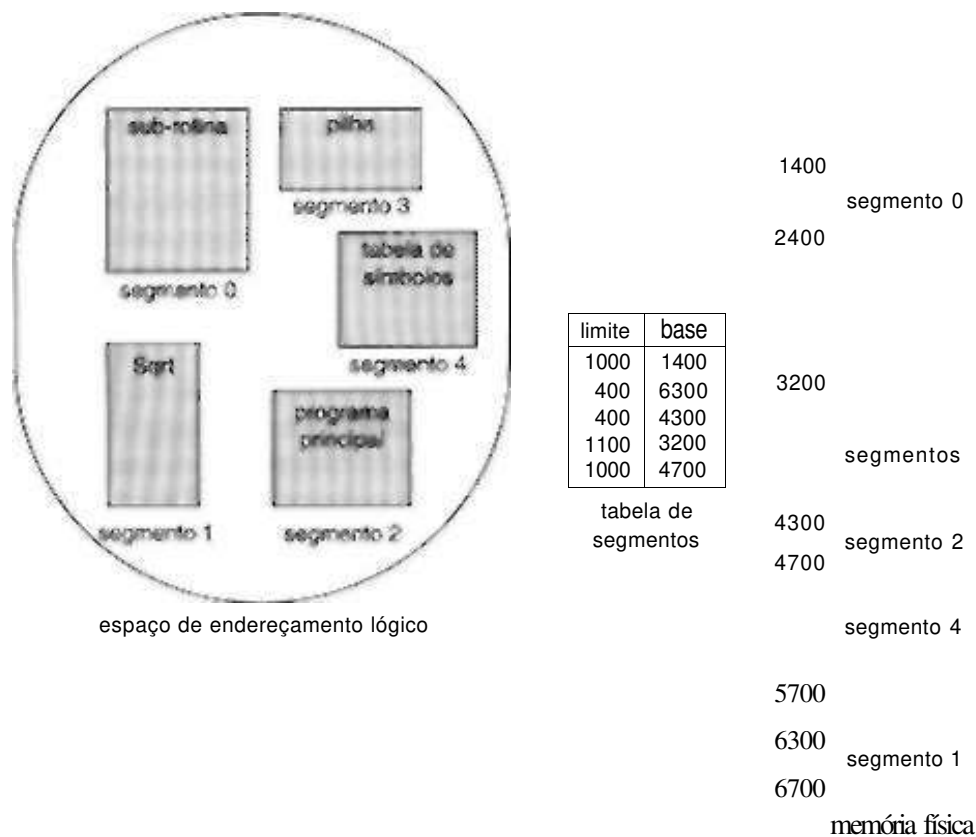 sub-rotina
pilha
segmento 3
tabela de
símbolos
segmento 0
segmento 4
Sqrt
programa
principal
segmento 1
segmento 2
espaço de endereçamento lógico
limite base
1000 1400
400 6300
400 4300
1100 3200
1000 4700
tabela de
segmentos
1400
segmento 0
2400
3200
segmentos
4300
segmento 2
4700
segmento 4
5700
6300
segmento 1
6700
memória física